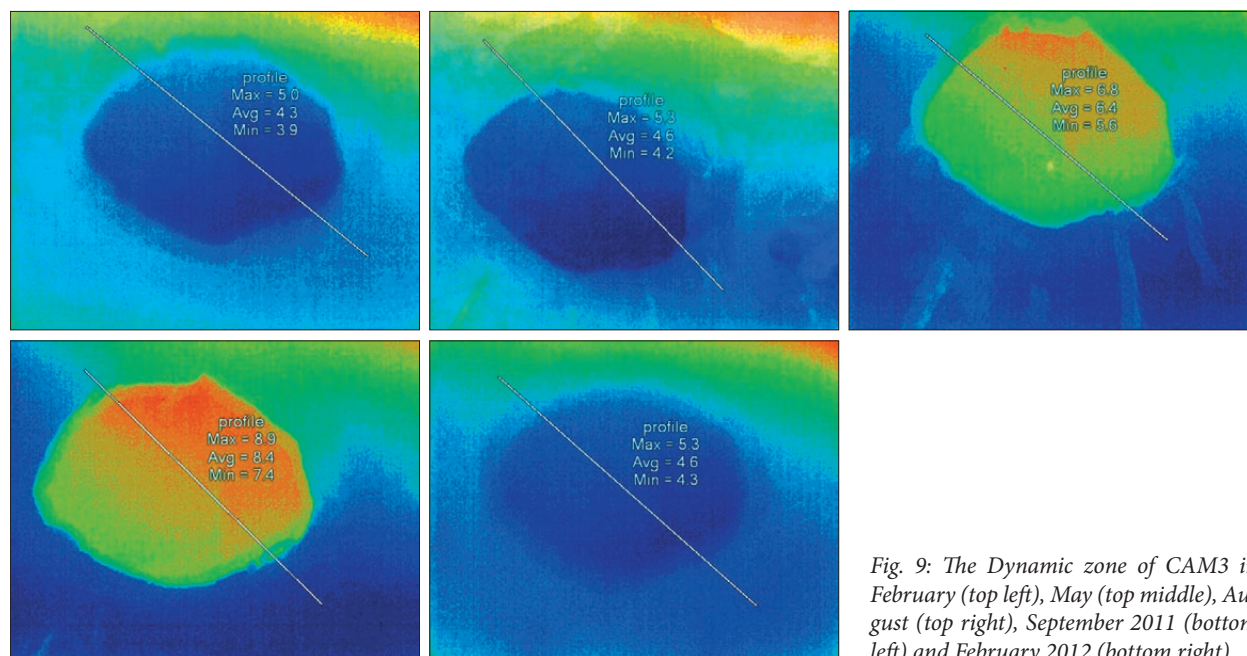 profile
Max = 5.0
Avg = 4.3
Min = 3.9
profile
Max = 5.3
Avg = 4.6
Min = 4.2
profile
Max = 6.8
Avg = 6.4
Min = 5.6
profile
Max = 8.9
Avg = 8.4
Min = 7.4
profile
Max = 5.3
Avg = 4.6
Min = 4.3
Fig. 9: The Dynamic zone of CAM3 i
February (top left), May (top middle), Au-
gust (top right), September 2011 (bottom
left) and February 2012 (bottom right)